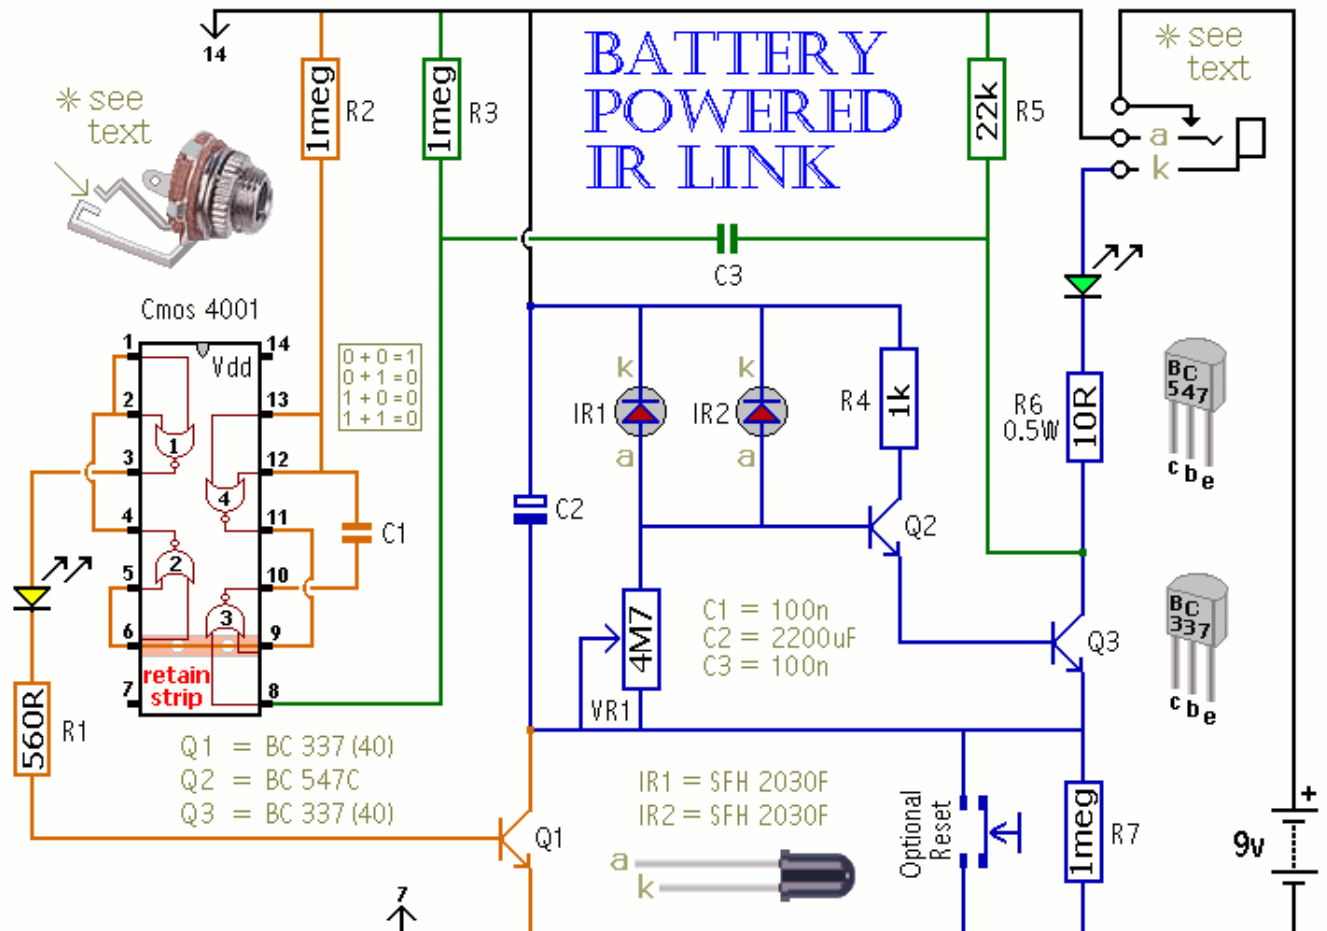 BATTERY
POWERED
IR LINK
14
* see
text
1meg
R2
1meg
R3
22k
R5
* see
text
a
k
C3
Cmos 4001
1
14
Vdd
2
13
3
12
4
11
5
10
6
9
7
8
1
4
2
3
retain
strip
0 + 0 = 1
0 + 1 = 0
1 + 0 = 0
1 + 1 = 0
C1
k
IR1
a
k
IR2
a
R4
1k
C2
Q2
R6
0.5W
10R
BC
547
c b e
4M7
VR1
C1 = 100n
C2 = 2200uF
C3 = 100n
Q3
BC
337
c b e
560R
R1
Q1 = BC 337 (40)
Q2 = BC 547C
Q3 = BC 337 (40)
IR1 = SFH 2030F
IR2 = SFH 2030F
a
k
Q1
7
Optional
Reset
1meg
R7
9v
+